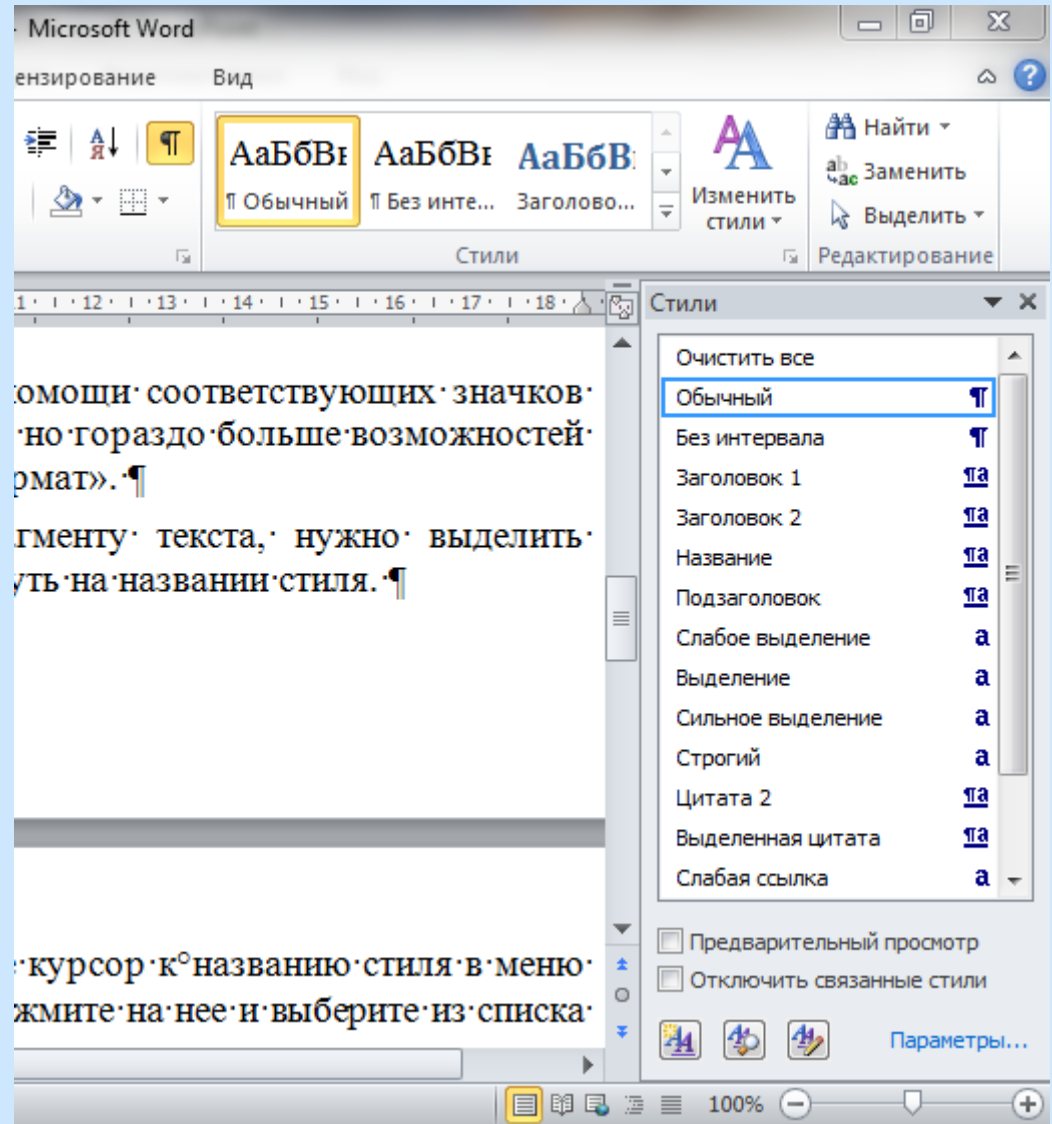 Microsoft Word
ензирование Вид
АаБбВ АаБбВ АаБбВ
¶ Обычный ¶ Без инте... Заголово...
Изменить стили
Найти
Заменить
Выделить
Стили Редактирование
11 12 13 14 15 16 17 18
омощи соответствующих значков
но гораздо больше возможностей
рмат». ¶
гменту текста, нужно выделить
уть на названии стиля. ¶
курсор к°названию стиля в меню
жмите на нее и выберите из списка
Стили
Очистить все
Обычный ¶
Без интервала ¶
Заголовок 1 ¶a
Заголовок 2 ¶a
Название ¶a
Подзаголовок ¶a
Слабое выделение a
Выделение a
Сильное выделение a
Строгий a
Цитата 2 ¶a
Выделенная цитата ¶a
Слабая ссылка a
Предварительный просмотр
Отключить связанные стили
Параметры...
100%